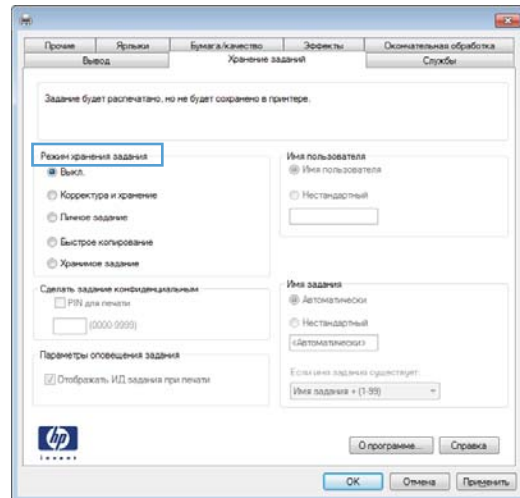 Прочие Ярлыки Бумага/качество Эффекты Окончательная обработка
Вывод Хранение заданий Службы
Задание будет распечатано, но не будет сохранено в принтере.
Режим хранения задания
Выкл.
Корректура и хранение
Личное задание
Быстрое копирование
Хранимое задание
Имя пользователя
Имя пользователя
Нестандартный
Сделать задание конфиденциальным
PIN для печати
(0000-9999)
Параметры оповещения задания
Отображать ИД задания при печати
Имя задания
Автоматически
Нестандартный
<Автоматически>
Если имя задания существует:
Имя задания + (1-99)
hp
invent
О программе... Справка
OK Отмена Применить